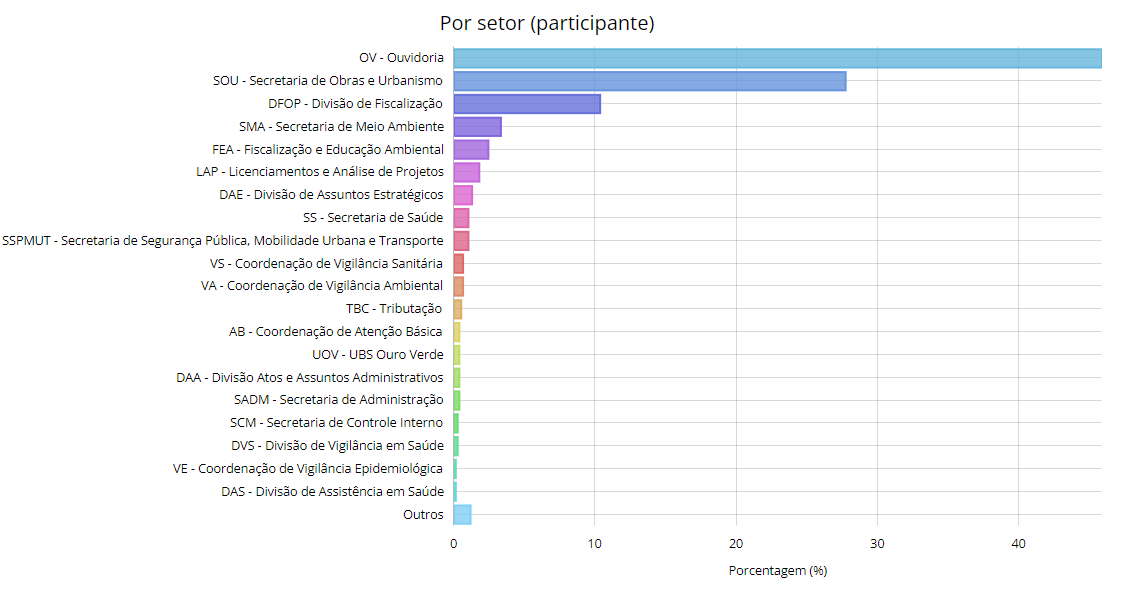 Por setor (participante)
OV - Ouvidoria
SOU - Secretaria de Obras e Urbanismo
DFOP - Divisão de Fiscalização
SMA - Secretaria de Meio Ambiente
FEA - Fiscalização e Educação Ambiental
LAP - Licenciamentos e Análise de Projetos
DAE - Divisão de Assuntos Estratégicos
SS - Secretaria de Saúde
SSPMUT - Secretaria de Segurança Pública, Mobilidade Urbana e Transporte
VS - Coordenação de Vigilância Sanitária
VA - Coordenação de Vigilância Ambiental
TBC - Tributação
AB - Coordenação de Atenção Básica
UOV - UBS Ouro Verde
DAA - Divisão Atos e Assuntos Administrativos
SADM - Secretaria de Administração
SCM - Secretaria de Controle Interno
DVS - Divisão de Vigilância em Saúde
VE - Coordenação de Vigilância Epidemiológica
DAS - Divisão de Assistência em Saúde
Outros
0 10 20 30 40
Porcentagem (%)